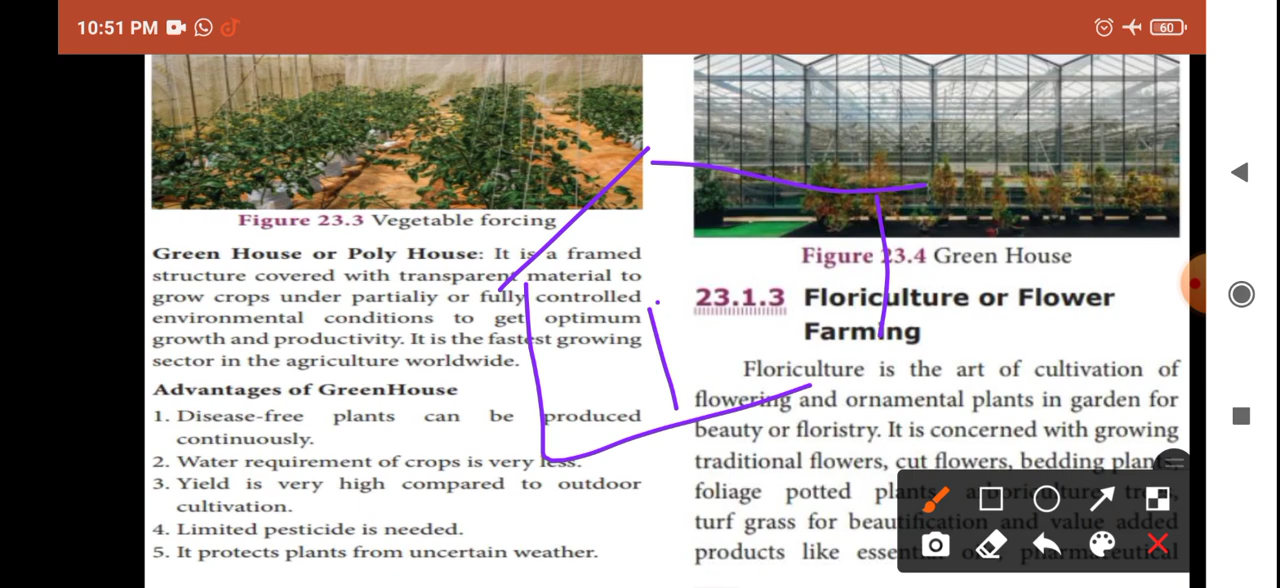 10:51 PM
60
Figure 23.3 Vegetable forcing
Green House or Poly House: It is a framed
structure covered with transparent material to
grow crops under partialiy or fully controlled
environmental conditions to get optimum
growth and productivity. It is the fastest growing
sector in the agriculture worldwide.
Advantages of GreenHouse
1. Disease-free plants can be produced
continuously.
2. Water requirement of crops is very less.
3. Yield is very high compared to outdoor
cultivation.
4. Limited pesticide is needed.
5. It protects plants from uncertain weather.
Figure 23.4 Green House
23.1.3 Floriculture or Flower
Farming
Floriculture is the art of cultivation of
flowering and ornamental plants in garden for
beauty or floristry. It is concerned with growing
traditional flowers, cut flowers, bedding plants,
foliage potted plants, arboriculture trees,
turf grass for beautification and value added
products like essential oils, pharmaceutical